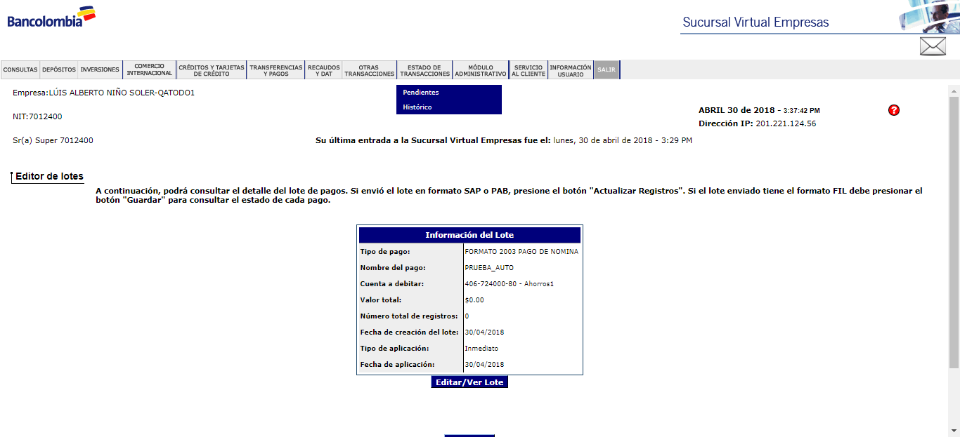 Bancolombia
Sucursal Virtual Empresas
CONSULTAS DEPÓSITOS INVERSIONES COMERCIO INTERNACIONAL CRÉDITOS Y TARJETAS DE CRÉDITO TRANSFERENCIAS Y PAGOS RECAUDOS Y DAT OTRAS TRANSACCIONES ESTADO DE TRANSACCIONES MÓDULO ADMINISTRATIVO SERVICIO AL CLIENTE INFORMACIÓN USUARIO SALIR
Pendientes
Histórico
Empresa:LÚIS ALBERTO NIÑO SOLER-QATODO1
ABRIL 30 de 2018 - 3:37:42 PM
?
NIT:7012400
Dirección IP: 201.221.124.56
Sr(a) Super 7012400
Su última entrada a la Sucursal Virtual Empresas fue el: lunes, 30 de abril de 2018 - 3:29 PM
Editor de lotes
A continuación, podrá consultar el detalle del lote de pagos. Si envió el lote en formato SAP o PAB, presione el botón "Actualizar Registros". Si el lote enviado tiene el formato FIL debe presionar el
botón "Guardar" para consultar el estado de cada pago.
Información del Lote
Tipo de pago: FORMATO 2003 PAGO DE NOMINA
Nombre del pago: PRUEBA_AUTO
Cuenta a debitar: 406-724000-80 - Ahorros1
Valor total: $0.00
Número total de registros: 0
Fecha de creación del lote: 30/04/2018
Tipo de aplicación: Inmediato
Fecha de aplicación: 30/04/2018
Editar/Ver Lote